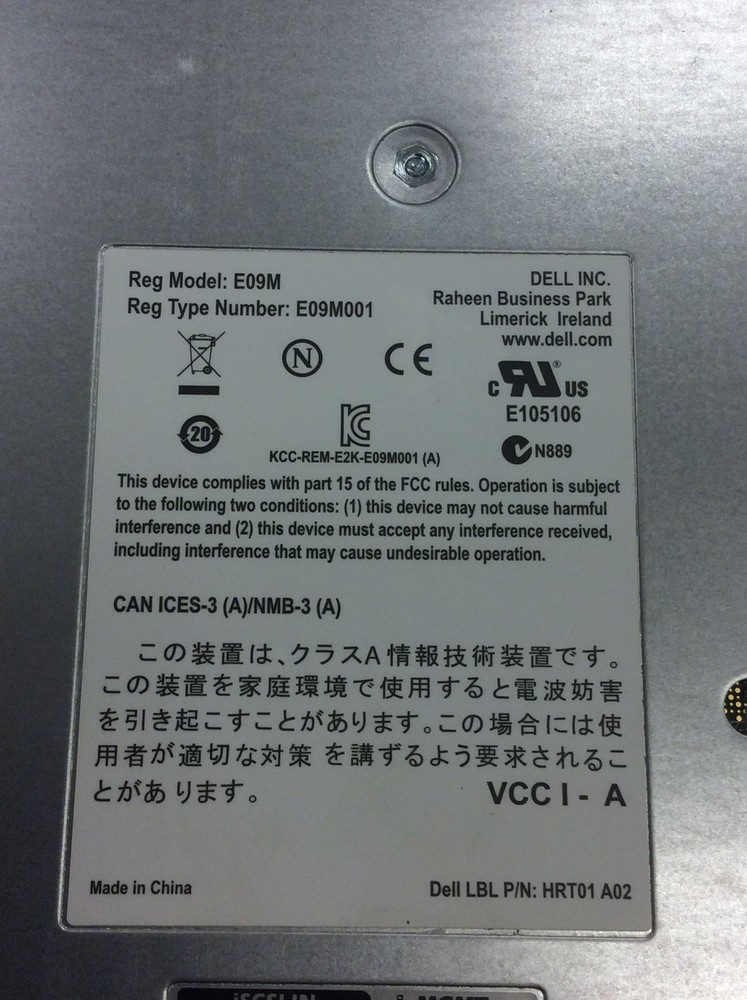 Reg Model: E09M
Reg Type Number: E09M001
DELL INC.
Raheen Business Park
Limerick Ireland
www.dell.com
N
CE
c RU ® US
E105106
20
KC
KCC-REM-E2K-E09M001 (A)
N889
This device complies with part 15 of the FCC rules. Operation is subject
to the following two conditions: (1) this device may not cause harmful
interference and (2) this device must accept any interference received,
including interference that may cause undesirable operation.
CAN ICES-3 (A)/NMB-3 (A)
この装置は、クラスA情報技術装置です。
この装置を家庭環境で使用すると電波妨害
を引き起こすことがあります。この場合には使
用者が適切な対策 を講ずるよう要求されるこ
とがあります。
VCCI - A
Made in China
Dell LBL P/N: HRT01 A02